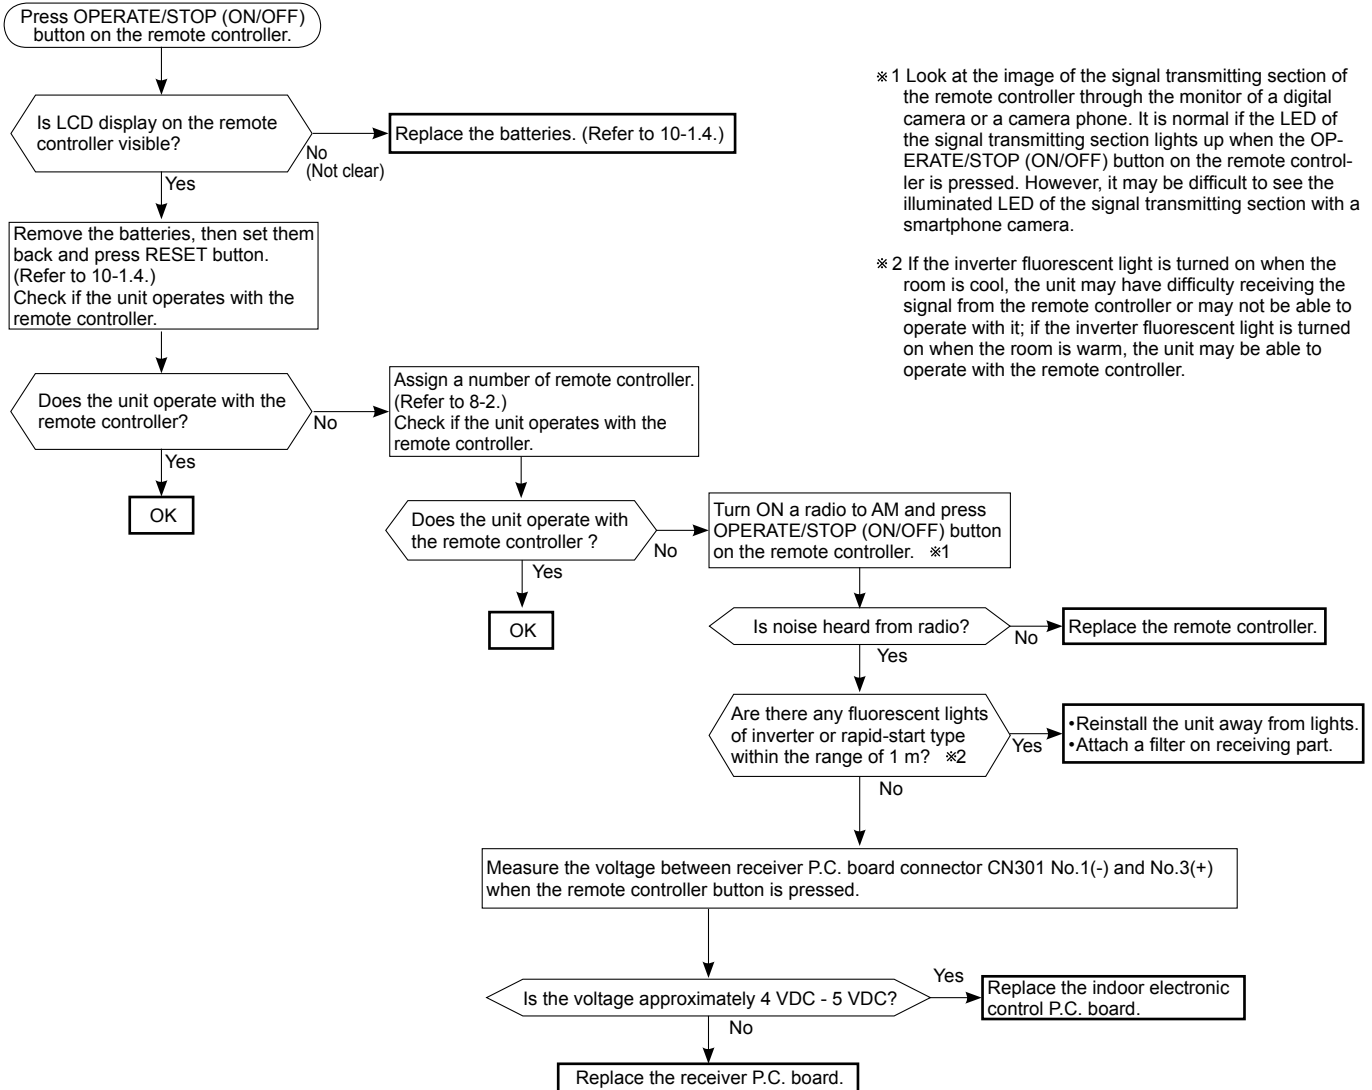 Press OPERATE/STOP (ON/OFF)
button on the remote controller.
Is LCD display on the remote
controller visible?
No
(Not clear)
Replace the batteries. (Refer to 10-1.4.)
Yes
Remove the batteries, then set them
back and press RESET button.
(Refer to 10-1.4.)
Check if the unit operates with the
remote controller.
Does the unit operate with the
remote controller?
No
Yes
OK
Assign a number of remote controller.
(Refer to 8-2.)
Check if the unit operates with the
remote controller.
Does the unit operate with
the remote controller ?
No
Yes
OK
Turn ON a radio to AM and press
OPERATE/STOP (ON/OFF) button
on the remote controller. ※1
Is noise heard from radio?
No
Replace the remote controller.
Yes
Are there any fluorescent lights
of inverter or rapid-start type
within the range of 1 m? ※2
Yes
•Reinstall the unit away from lights.
•Attach a filter on receiving part.
No
Measure the voltage between receiver P.C. board connector CN301 No.1(-) and No.3(+)
when the remote controller button is pressed.
Is the voltage approximately 4 VDC - 5 VDC?
Yes
Replace the indoor electronic
control P.C. board.
No
Replace the receiver P.C. board.
※1 Look at the image of the signal transmitting section of
the remote controller through the monitor of a digital
camera or a camera phone. It is normal if the LED of
the signal transmitting section lights up when the OP-
ERATE/STOP (ON/OFF) button on the remote control-
ler is pressed. However, it may be difficult to see the
illuminated LED of the signal transmitting section with a
smartphone camera.
※2 If the inverter fluorescent light is turned on when the
room is cool, the unit may have difficulty receiving the
signal from the remote controller or may not be able to
operate with it; if the inverter fluorescent light is turned
on when the room is warm, the unit may be able to
operate with the remote controller.